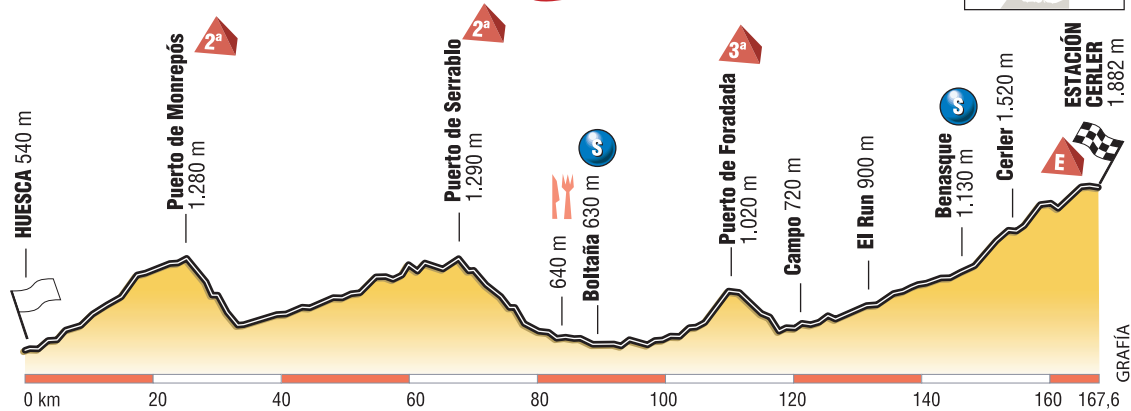 HUESCA 540 m
Puerto de Monrepós
1.280 m
2ª
Puerto de Serrablo
1.290 m
2ª
640 m
Boltaña 630 m
S
Puerto de Foradada
1.020 m
3ª
Campo 720 m
El Run 900 m
Benasque
1.130 m
S
Cerler 1.520 m
E
ESTACIÓN
CERLER
1.882 m
GRAFÍA
0 km 20 40 60 80 100 120 140 160 167,6